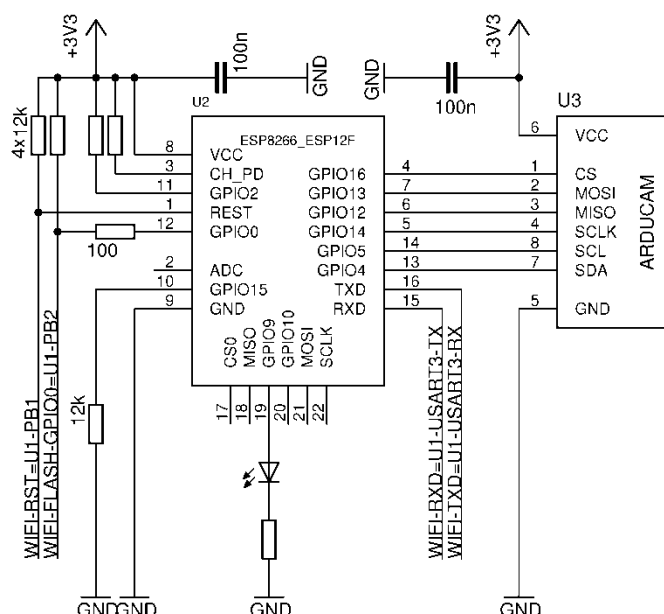 +3V3
100n
GND
GND
100n
+3V3
U2
U3
4x12k
ESP8266_ESP12F
8 VCC
3 CH_PD
11 GPIO2
1 REST
12 GPIO0
100
2 ADC
10 GPIO15
9 GND
GPIO16 4
GPIO13 7
GPIO12 6
GPIO14 5
GPIO5 14
GPIO4 13
TXD 16
RXD 15
CS0
MISO
GPIO9
GPIO10
MOSI
SCLK
17
18
19
20
21
22
6 VCC
1 CS
2 MOSI
3 MISO
4 SCLK
8 SCL
7 SDA
5 GND
ARDUCAM
12k
WIFI-RST=U1-PB1
WIFI-FLASH-GPIO0=U1-PB2
WIFI-RXD=U1-USART3-TX
WIFI-TXD=U1-USART3-RX
GND
GND
GND
GND